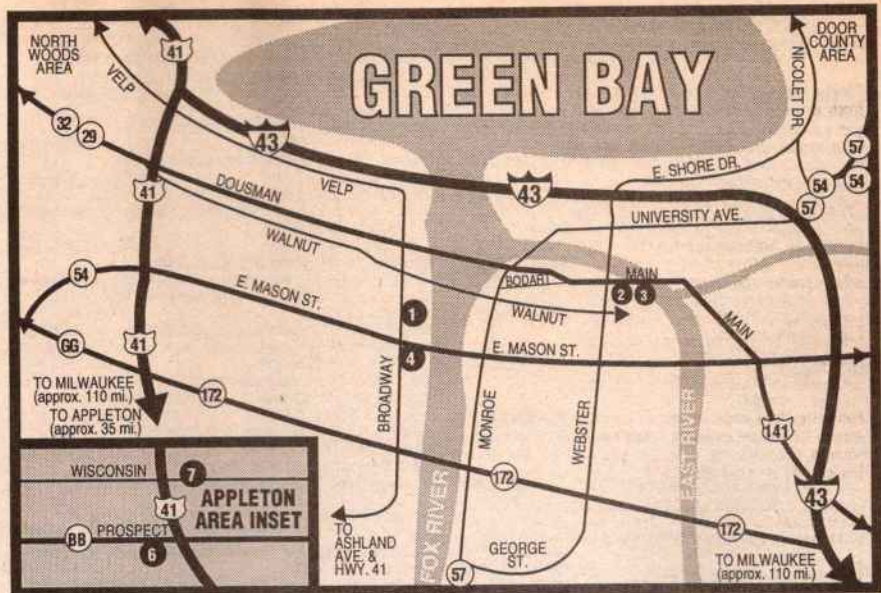 NORTH
WOODS
AREA
41
GREEN BAY
DOOR
COUNTY
AREA
VELP
NICOLET DR.
32
29
43
57
54
54
57
E. SHORE DR.
VELP
43
41
DOUSMAN
UNIVERSITY AVE.
WALNUT
54
BODART
MAIN
2 3
E. MASON ST.
1
WALNUT
MAIN
41
GG
4
E. MASON ST.
TO MILWAUKEE
(approx. 110 mi.)
TO APPLETON
(approx. 35 mi.)
172
BROADWAY
MONROE
WEBSTER
EAST RIVER
141
FOX RIVER
172
43
WISCONSIN
7
41
APPLETON
AREA INSET
BB
PROSPECT
6
TO
ASHLAND
AVE. &
HWY. 41
57
GEORGE
ST.
172
TO MILWAUKEE
(approx. 110 mi.)